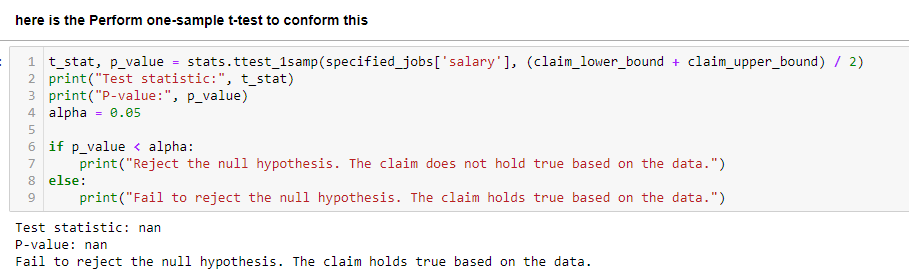 here is the Perform one-sample t-test to conform this
1 t_stat, p_value = stats.ttest_1samp(specified_jobs['salary'], (claim_lower_bound + claim_upper_bound) / 2)
2 print("Test statistic:", t_stat)
3 print("P-value:", p_value)
4 alpha = 0.05
5
6 if p_value < alpha:
7     print("Reject the null hypothesis. The claim does not hold true based on the data.")
8 else:
9     print("Fail to reject the null hypothesis. The claim holds true based on the data.")
Test statistic: nan
P-value: nan
Fail to reject the null hypothesis. The claim holds true based on the data.